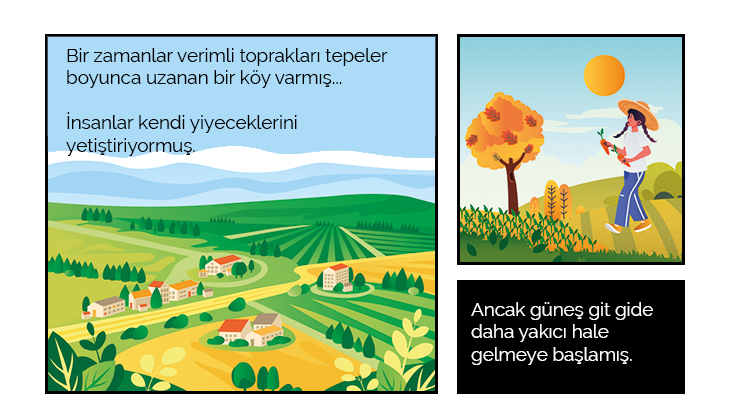 Bir zamanlar verimli toprakları tepeler
boyunca uzanan bir köy varmış...
İnsanlar kendi yiyeceklerini
yetiştiriyormuş.
Ancak güneş git gide
daha yakıcı hale
gelmeye başlamış.